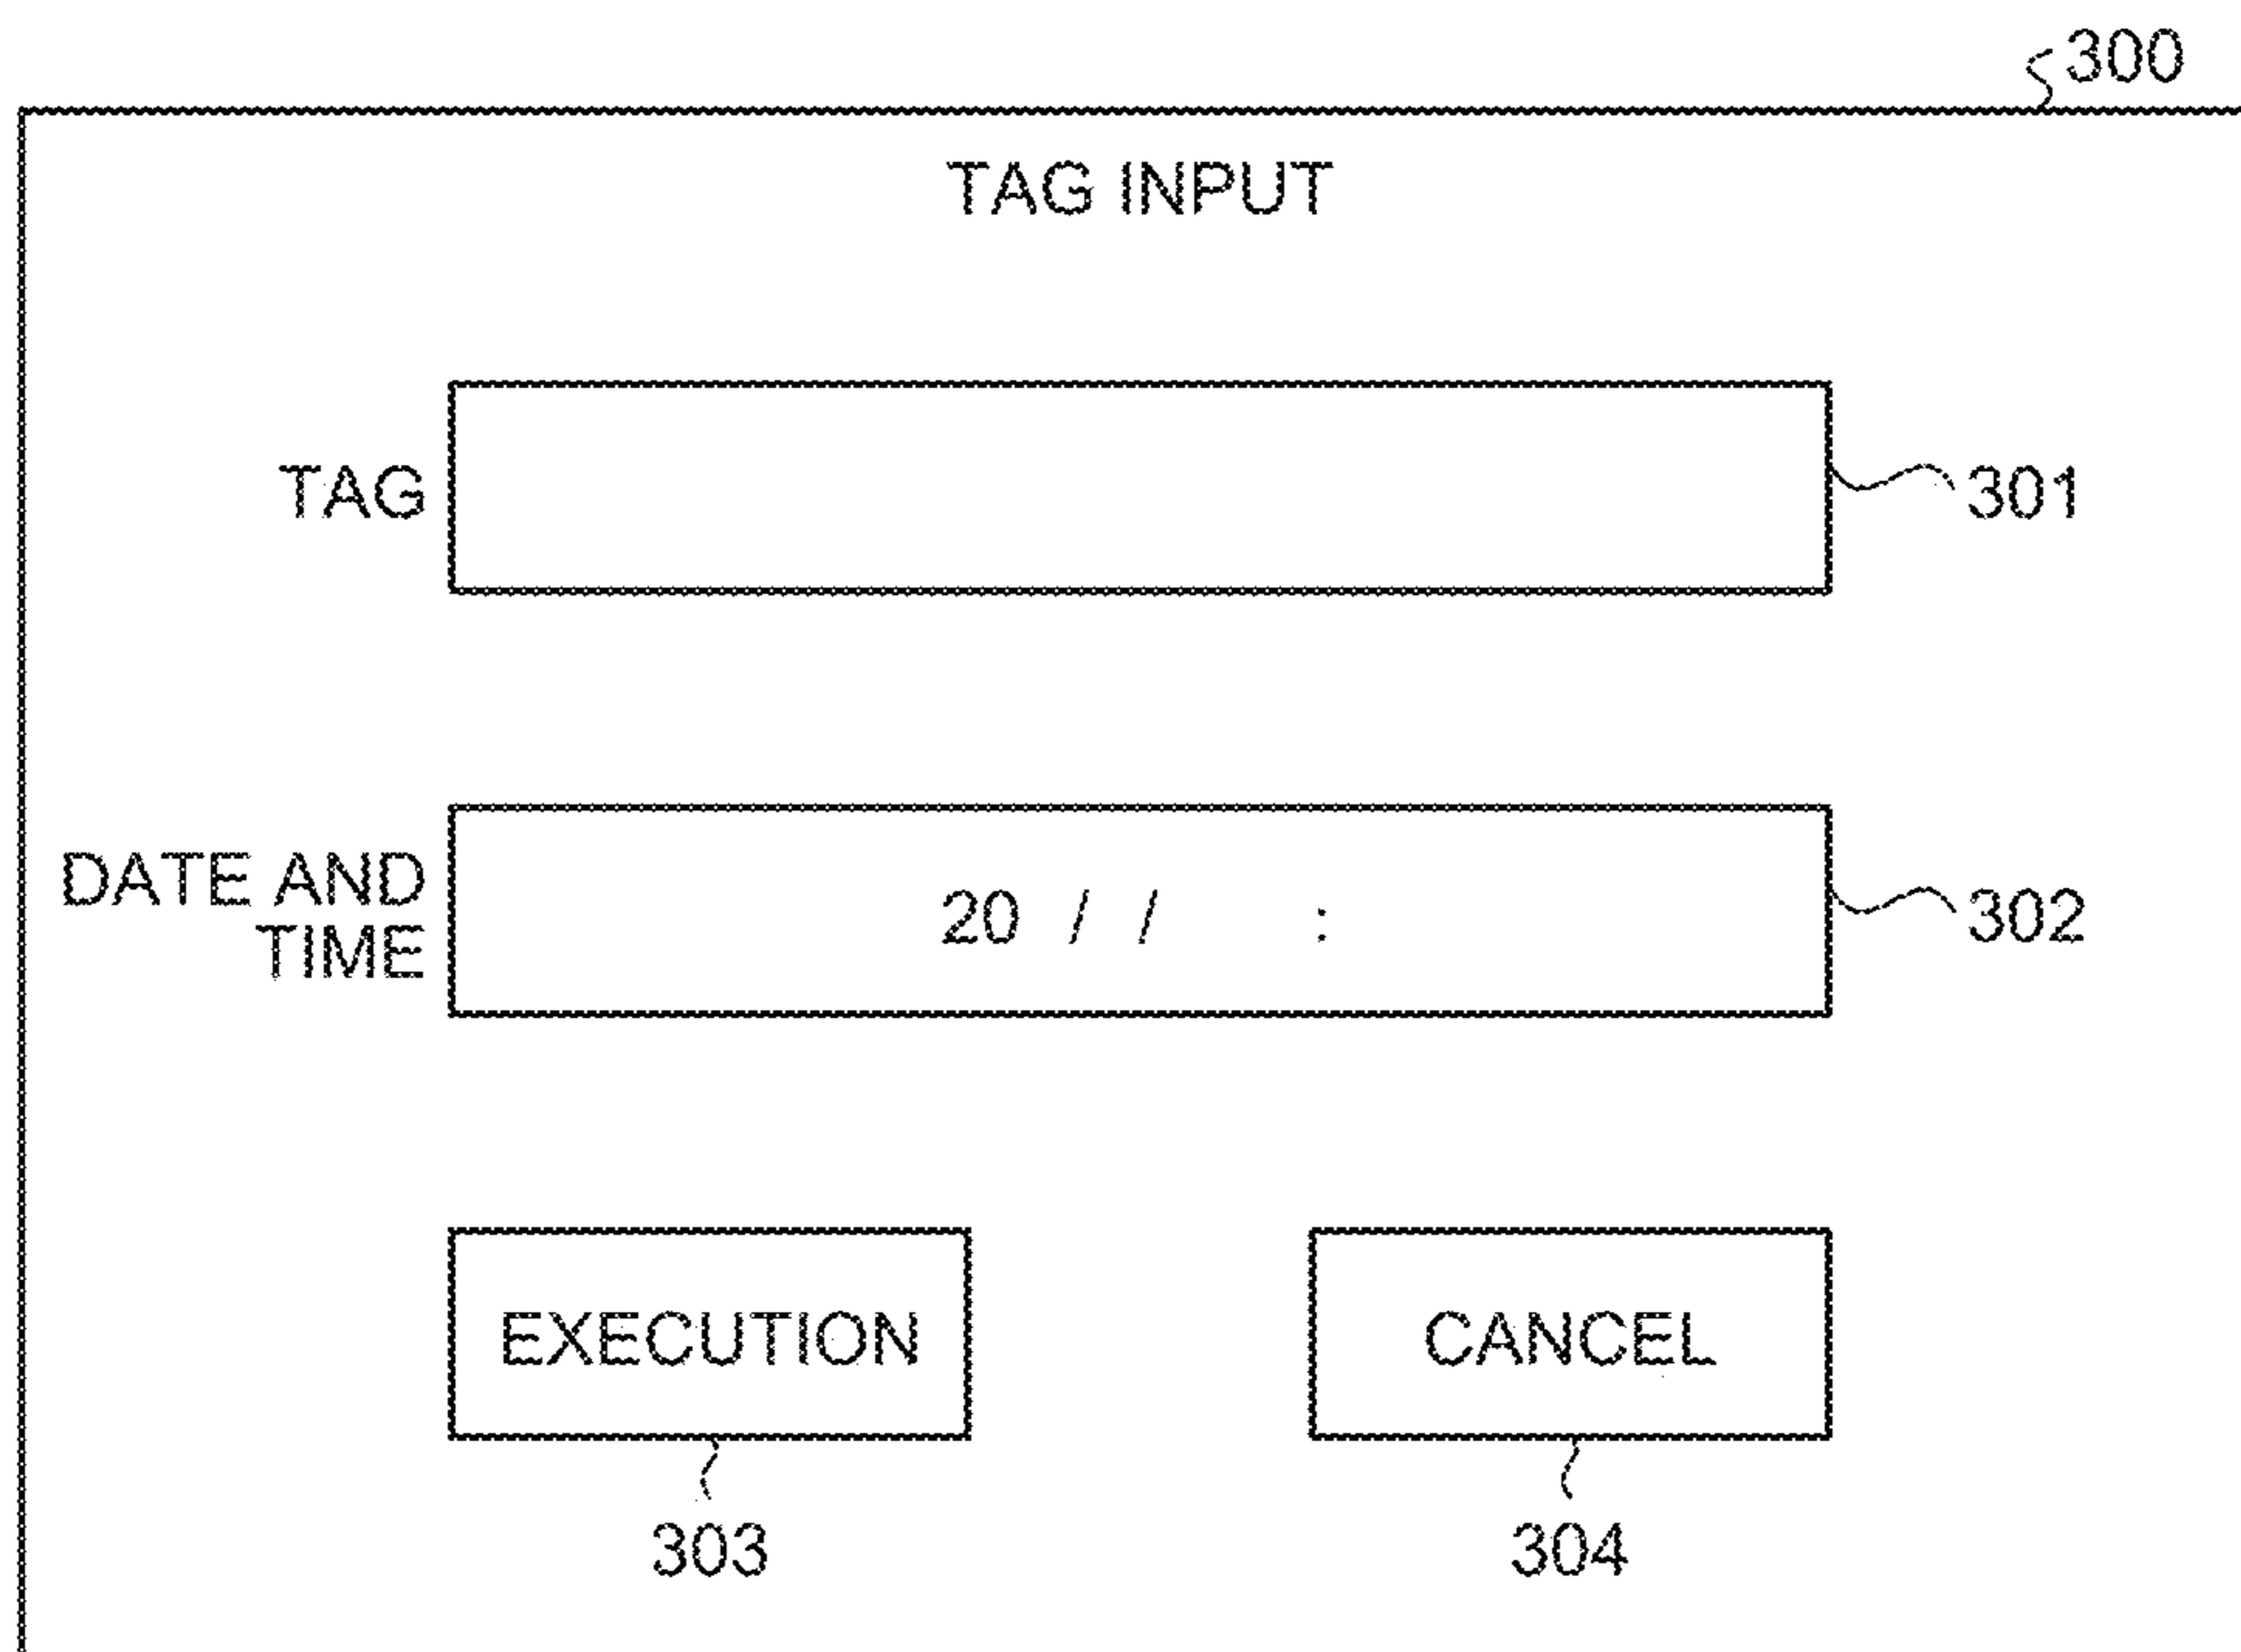 300
TAG INPUT
TAG
301
DATE AND
TIME
20 / / :
302
EXECUTION
CANCEL
303
304